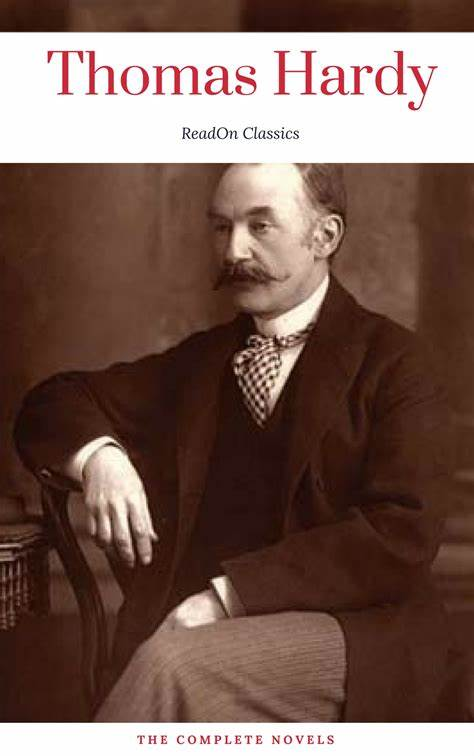 Thomas Hardy
ReadOn Classics
THE COMPLETE NOVELS